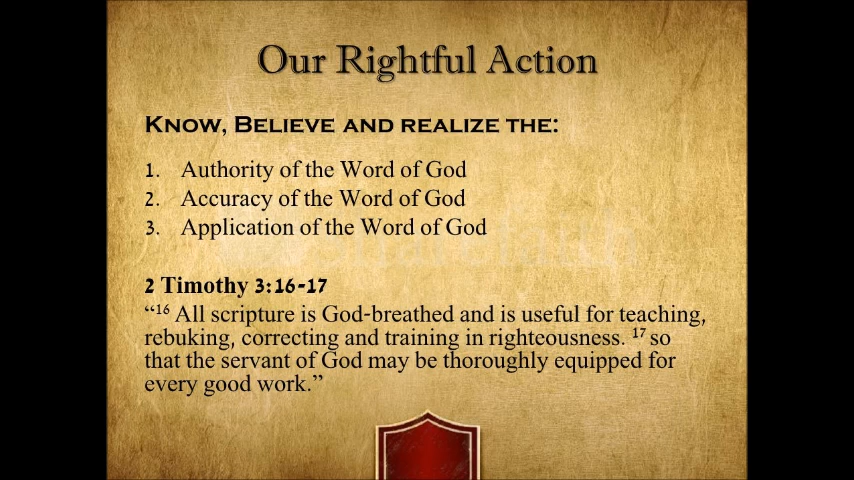 Our Rightful Action
Know, Believe and realize the:
1. Authority of the Word of God
2. Accuracy of the Word of God
3. Application of the Word of God
sharefaith
2 Timothy 3:16-17
“16 All scripture is God-breathed and is useful for teaching,
rebuking, correcting and training in righteousness. 17 so
that the servant of God may be thoroughly equipped for
every good work.”